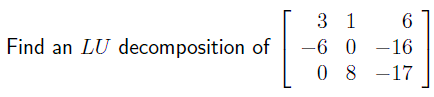 Find an LU decomposition of
3 1 6
−6 0 −16
0 8 −17